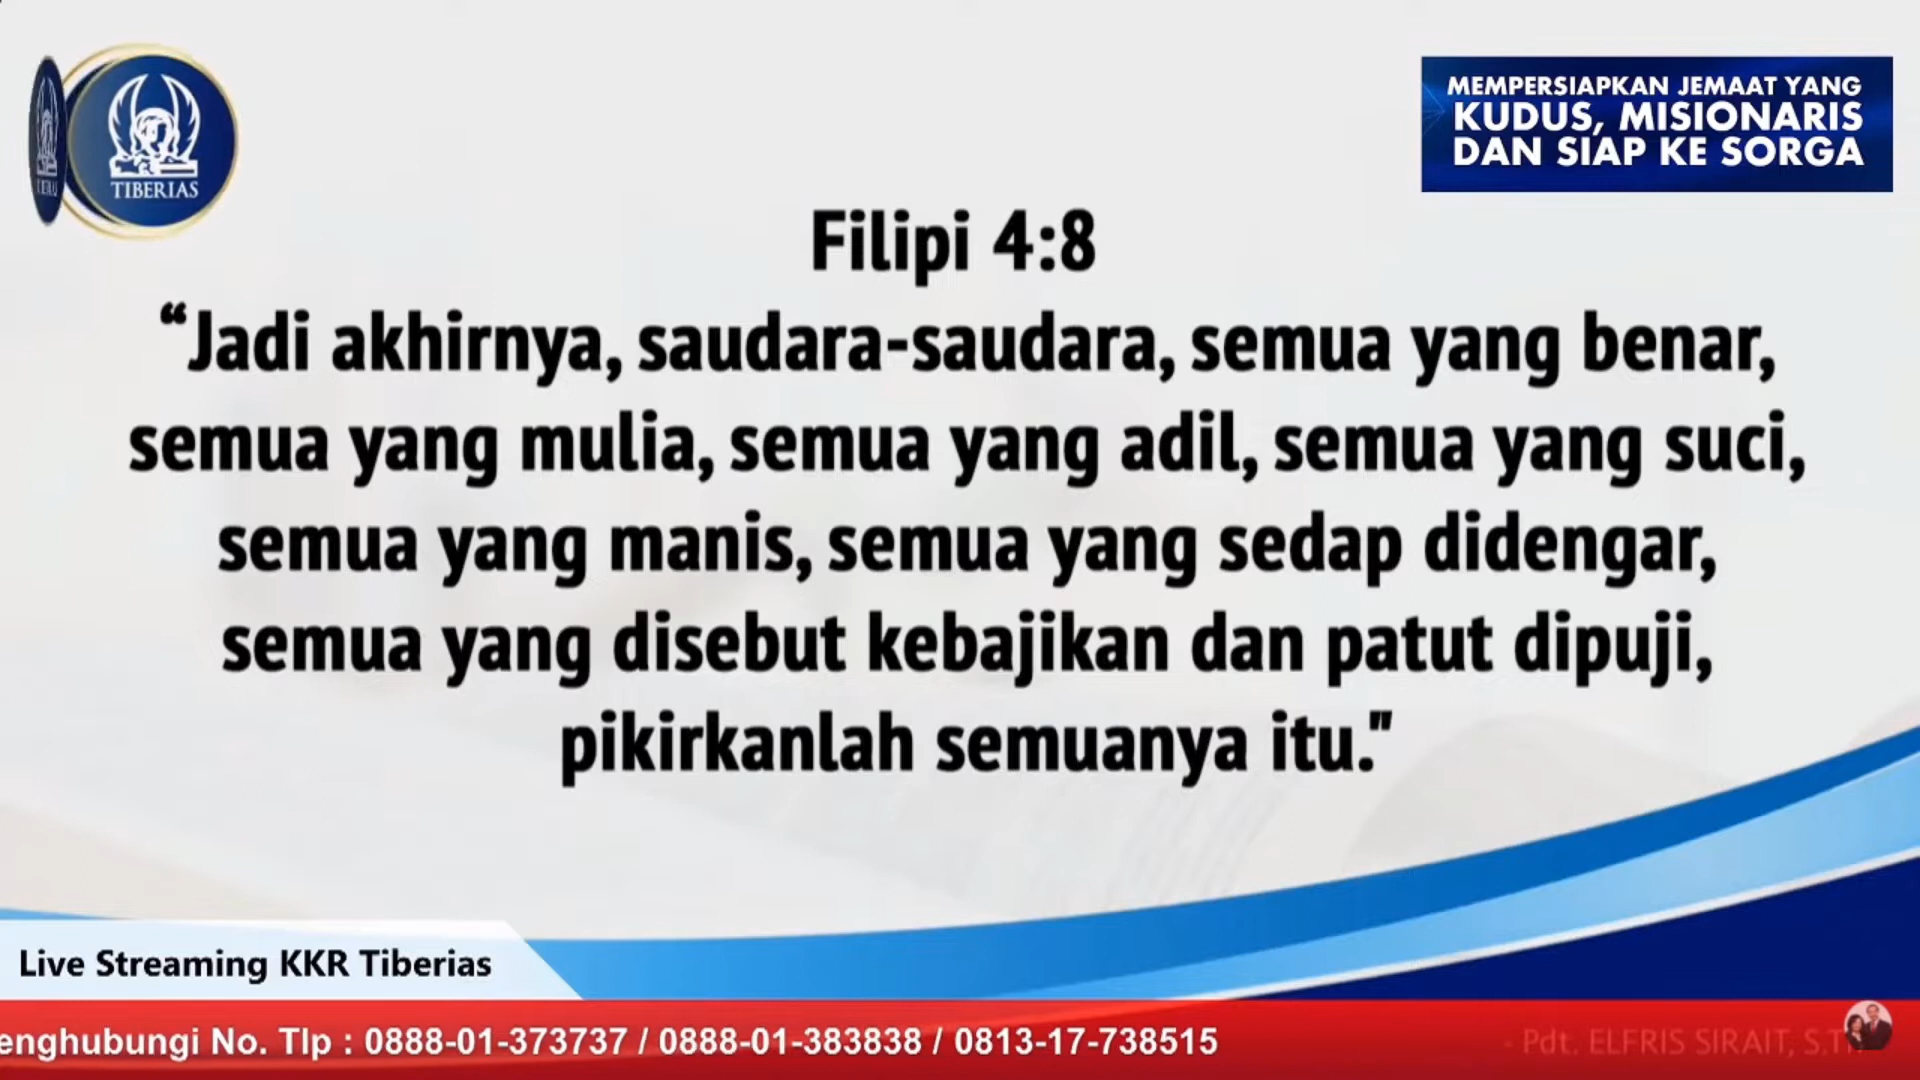 TIBERIAS
MEMPERSIAPKAN JEMAAT YANG
KUDUS, MISIONARIS
DAN SIAP KE SORGA
Filipi 4:8
“Jadi akhirnya, saudara-saudara, semua yang benar,
semua yang mulia, semua yang adil, semua yang suci,
semua yang manis, semua yang sedap didengar,
semua yang disebut kebajikan dan patut dipuji,
pikirkanlah semuanya itu."
Live Streaming KKR Tiberias
enghubungi No. Tlp : 0888-01-373737 / 0888-01-383838 / 0813-17-738515
- Pdt. ELFRIS SIRAIT,